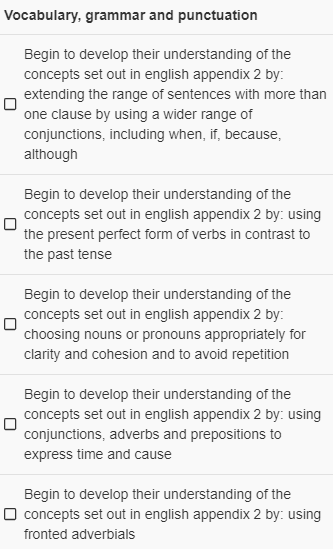 Vocabulary, grammar and punctuation
Begin to develop their understanding of the
concepts set out in english appendix 2 by:
extending the range of sentences with more than
one clause by using a wider range of
conjunctions, including when, if, because,
although
Begin to develop their understanding of the
concepts set out in english appendix 2 by: using
the present perfect form of verbs in contrast to
the past tense
Begin to develop their understanding of the
concepts set out in english appendix 2 by:
choosing nouns or pronouns appropriately for
clarity and cohesion and to avoid repetition
Begin to develop their understanding of the
concepts set out in english appendix 2 by: using
conjunctions, adverbs and prepositions to
express time and cause
Begin to develop their understanding of the
concepts set out in english appendix 2 by: using
fronted adverbials